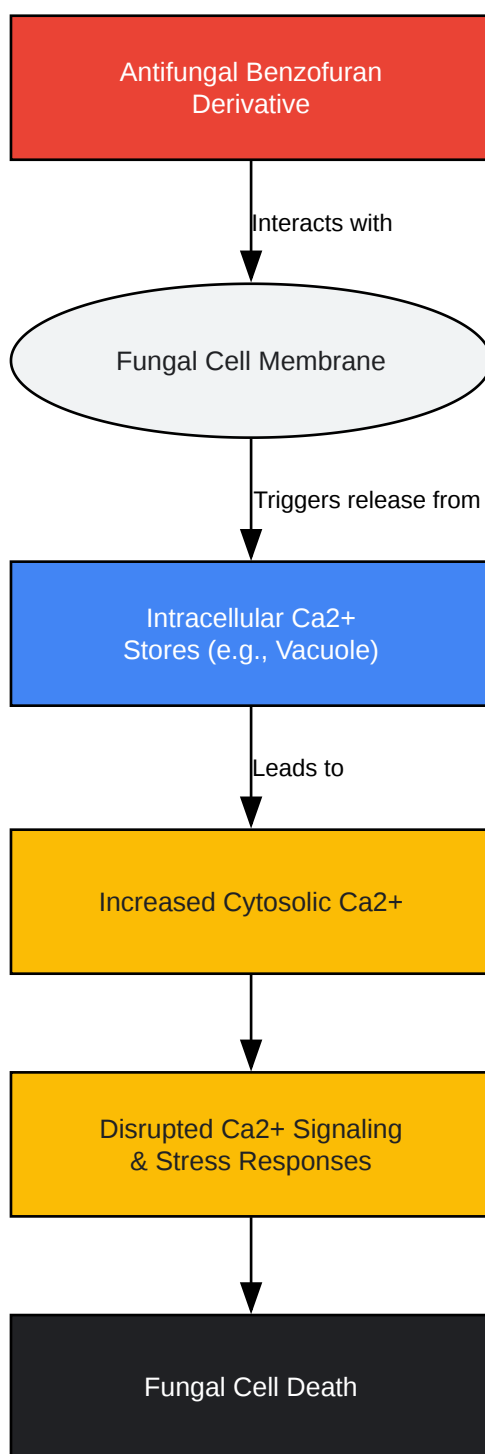 Antifungal Benzofuran
Derivative
Interacts with
Fungal Cell Membrane
Triggers release from
Intracellular Ca2+
Stores (e.g., Vacuole)
Leads to
Increased Cytosolic Ca2+
Disrupted Ca2+ Signaling
& Stress Responses
Fungal Cell Death